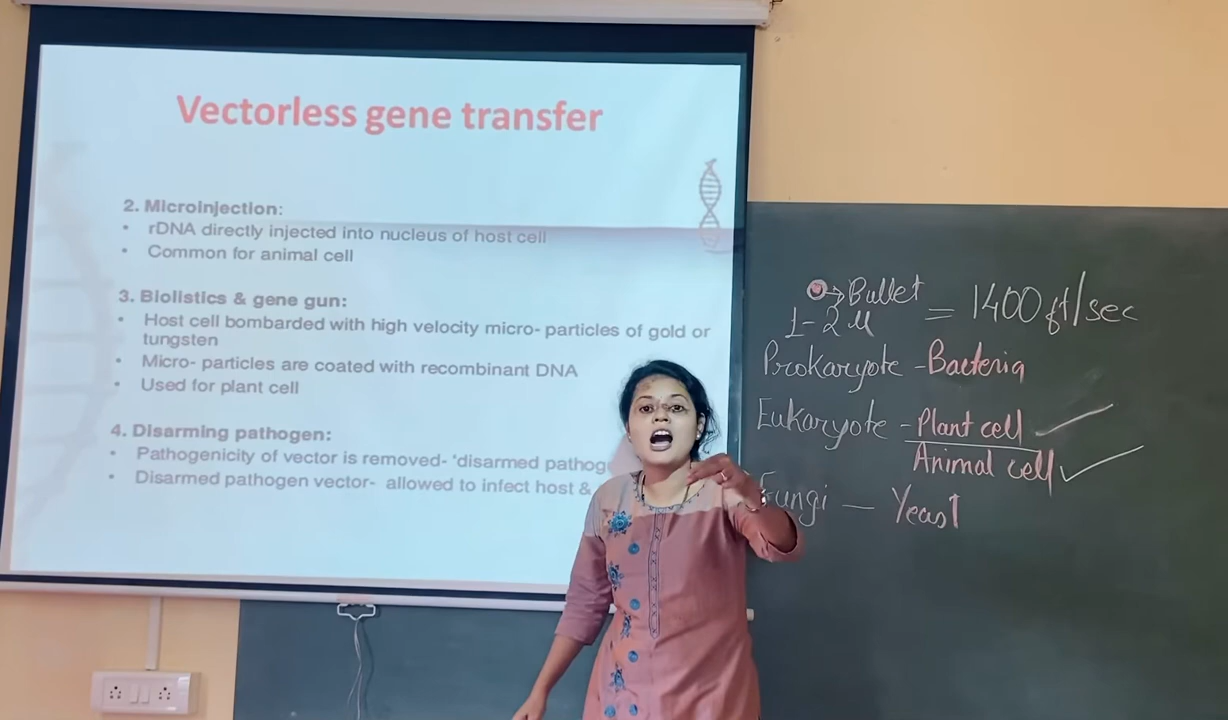 Vectorless gene transfer
2. Microinjection:
• rDNA directly injected into nucleus of host cell
• Common for animal cell
3. Biolistics & gene gun:
• Host cell bombarded with high velocity micro- particles of gold or
tungsten
• Micro- particles are coated with recombinant DNA
• Used for plant cell
4. Disarming pathogen:
• Pathogenicity of vector is removed- 'disarmed
• Disarmed pathogen vector- allowed to infect host &
→ Bullet = 1400 ft/sec
1-2 µ
Prokaryote - Bacteria
Eukaryote - Plant cell ✓
Animal cell ✓
Fungi — Yeast